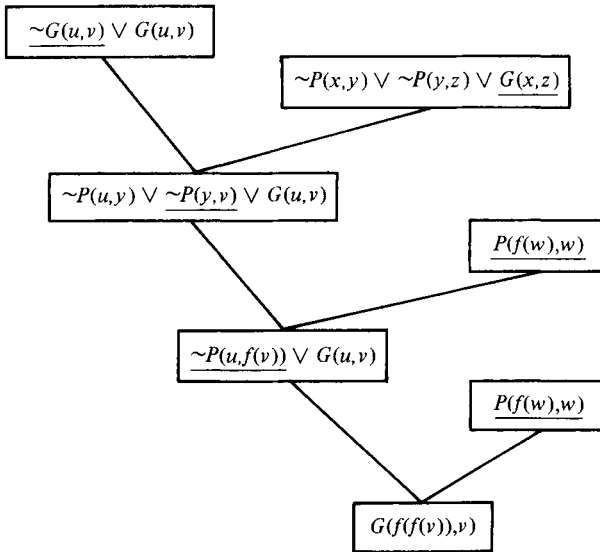 ~G(u,v) ∨ G(u,v)
~P(x,y) ∨ ~P(y,z) ∨ G(x,z)
~P(u,y) ∨ ~P(y,v) ∨ G(u,v)
P(f(w),w)
~P(u,f(v)) ∨ G(u,v)
P(f(w),w)
G(f(f(v)),v)